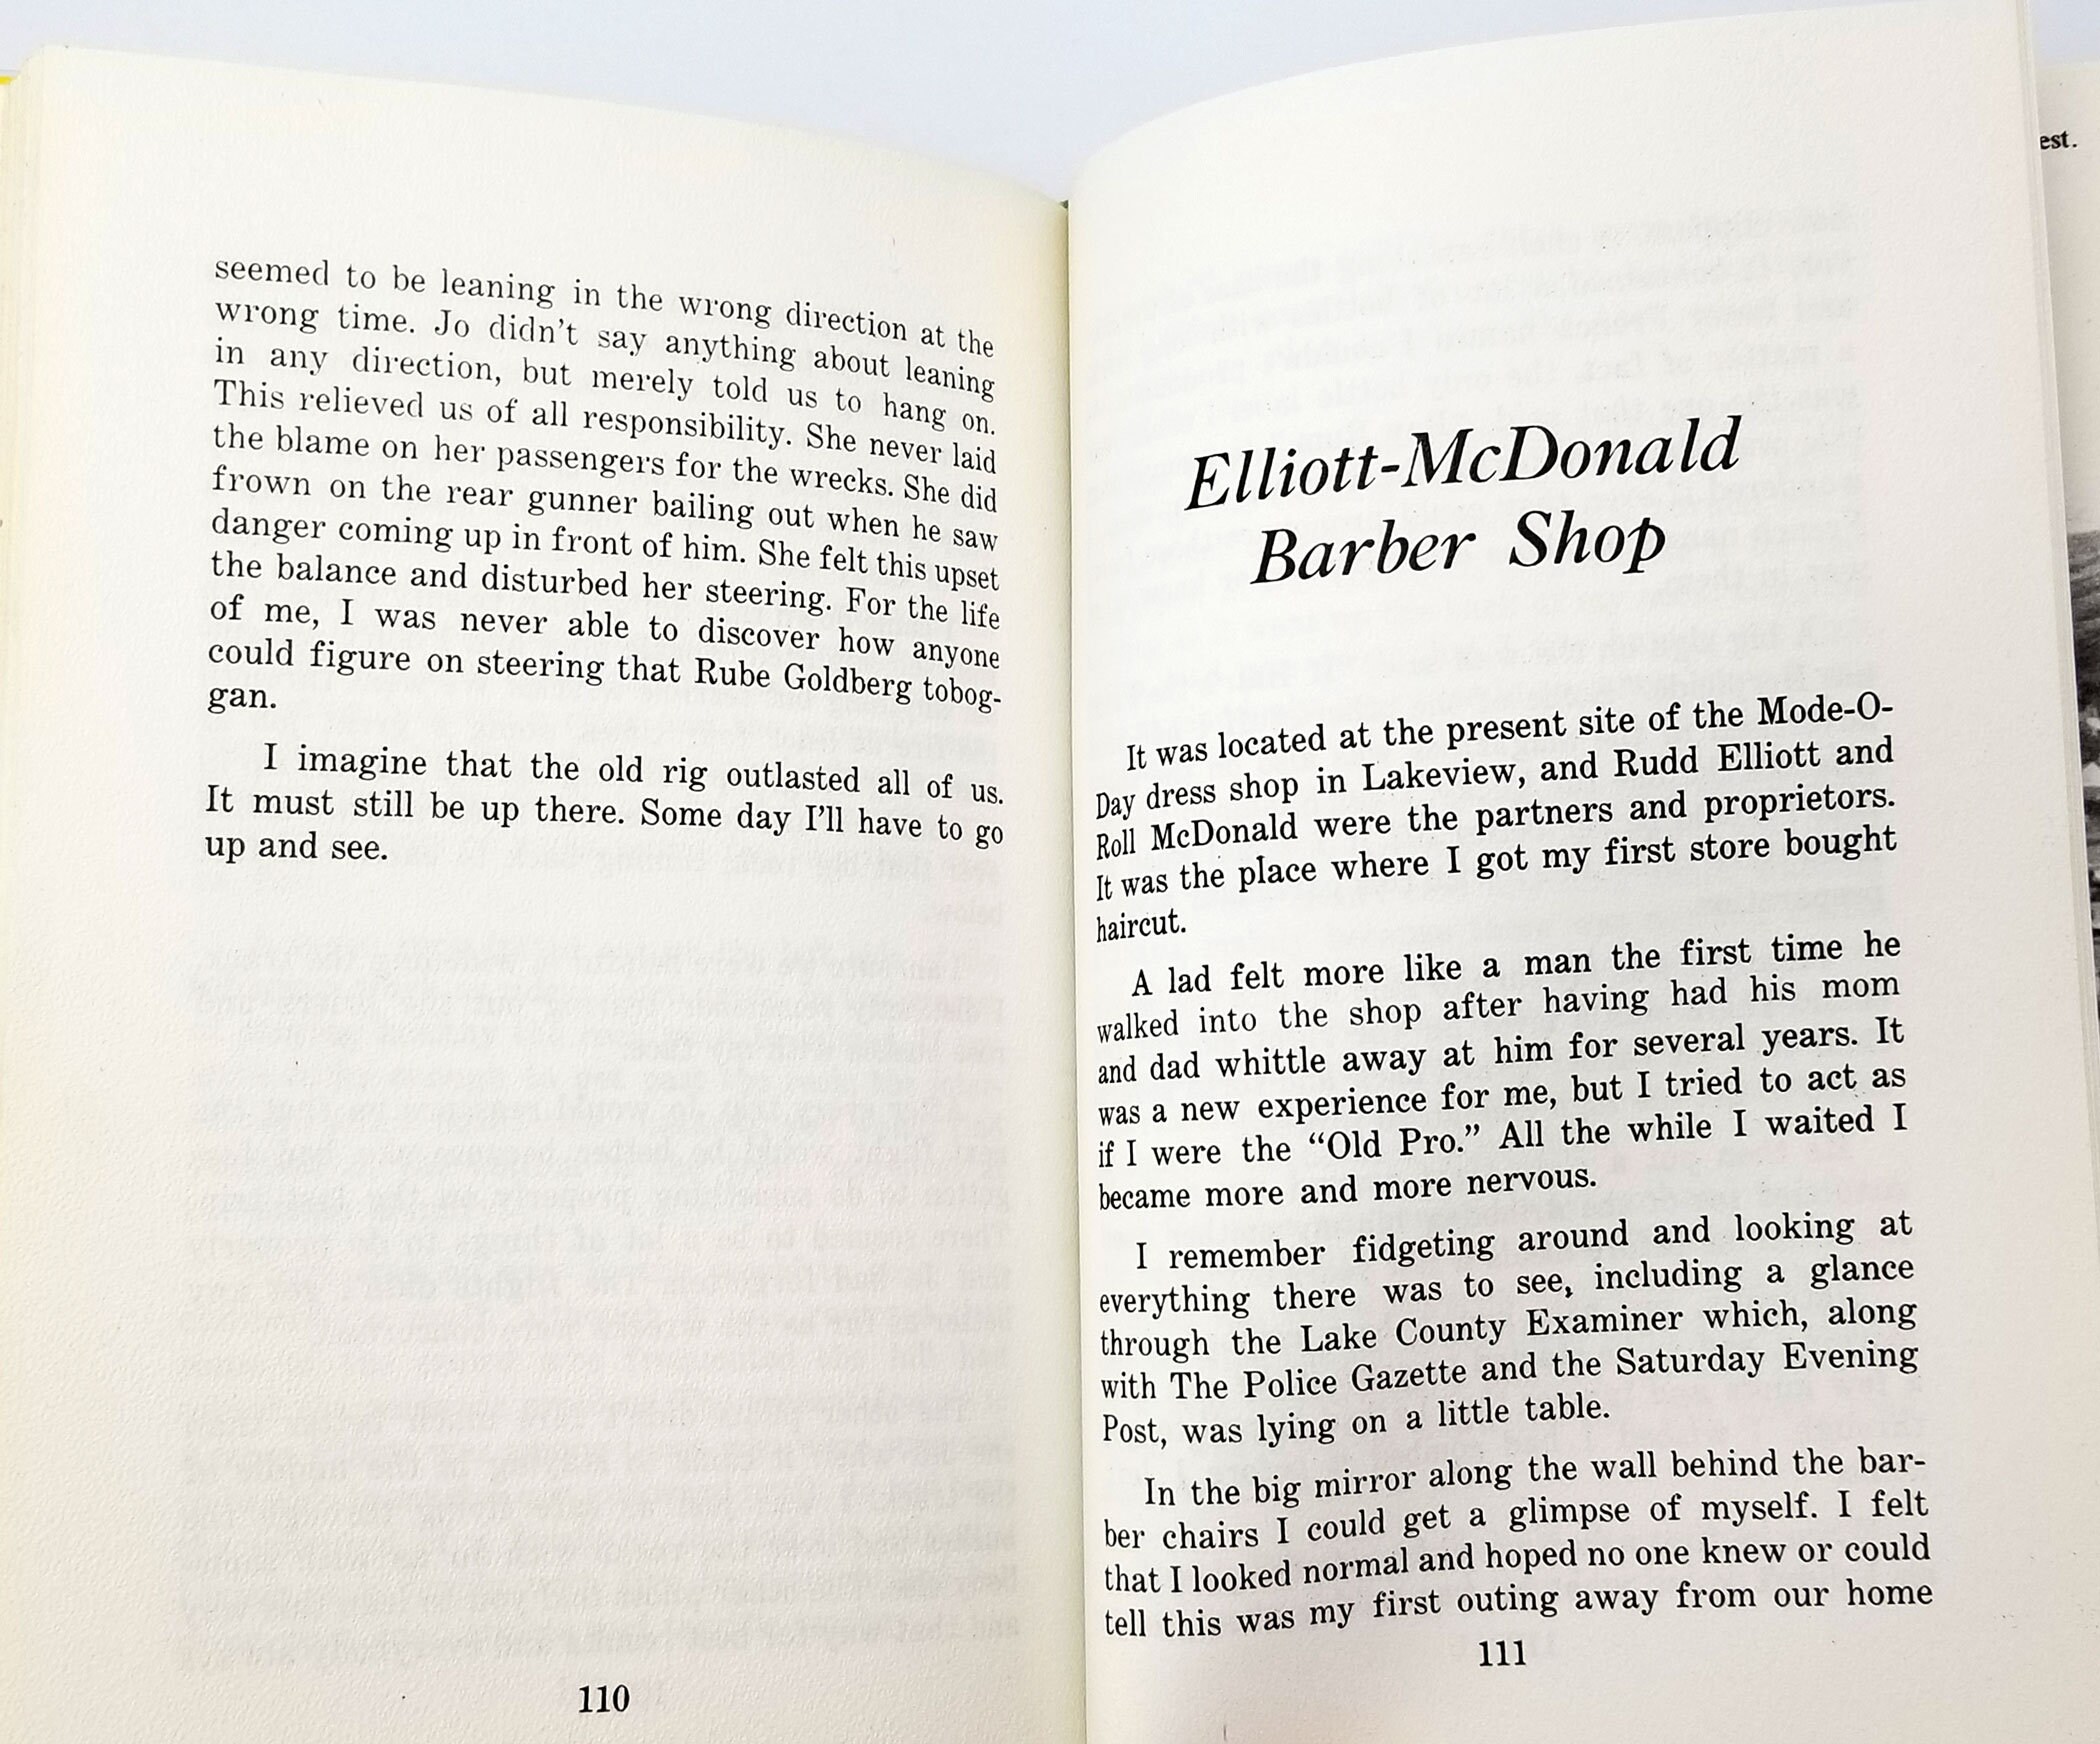 seemed to be leaning in the wrong direction at the
wrong time. Jo didn't say anything about leaning
in any direction, but merely told us to hang on.
This relieved us of all responsibility. She never laid
the blame on her passengers for the wrecks. She did
frown on the rear gunner bailing out when he saw
danger coming up in front of him. She felt this upset
the balance and disturbed her steering. For the life
of me, I was never able to discover how anyone
could figure on steering that Rube Goldberg tobog-
gan.
I imagine that the old rig outlasted all of us.
It must still be up there. Some day I'll have to go
up and see.
110
Elliott-McDonald
Barber Shop
It was located at the present site of the Mode-O-
Day dress shop in Lakeview, and Rudd Elliott and
Roll McDonald were the partners and proprietors.
It was the place where I got my first store bought
haircut.
A lad felt more like a man the first time he
walked into the shop after having had his mom
and dad whittle away at him for several years. It
was a new experience for me, but I tried to act as
if I were the “Old Pro.” All the while I waited I
became more and more nervous.
I remember fidgeting around and looking at
everything there was to see, including a glance
through the Lake County Examiner which, along
with The Police Gazette and the Saturday Evening
Post, was lying on a little table.
In the big mirror along the wall behind the bar-
ber chairs I could get a glimpse of myself. I felt
that I looked normal and hoped no one knew or could
tell this was my first outing away from our home
111
est.